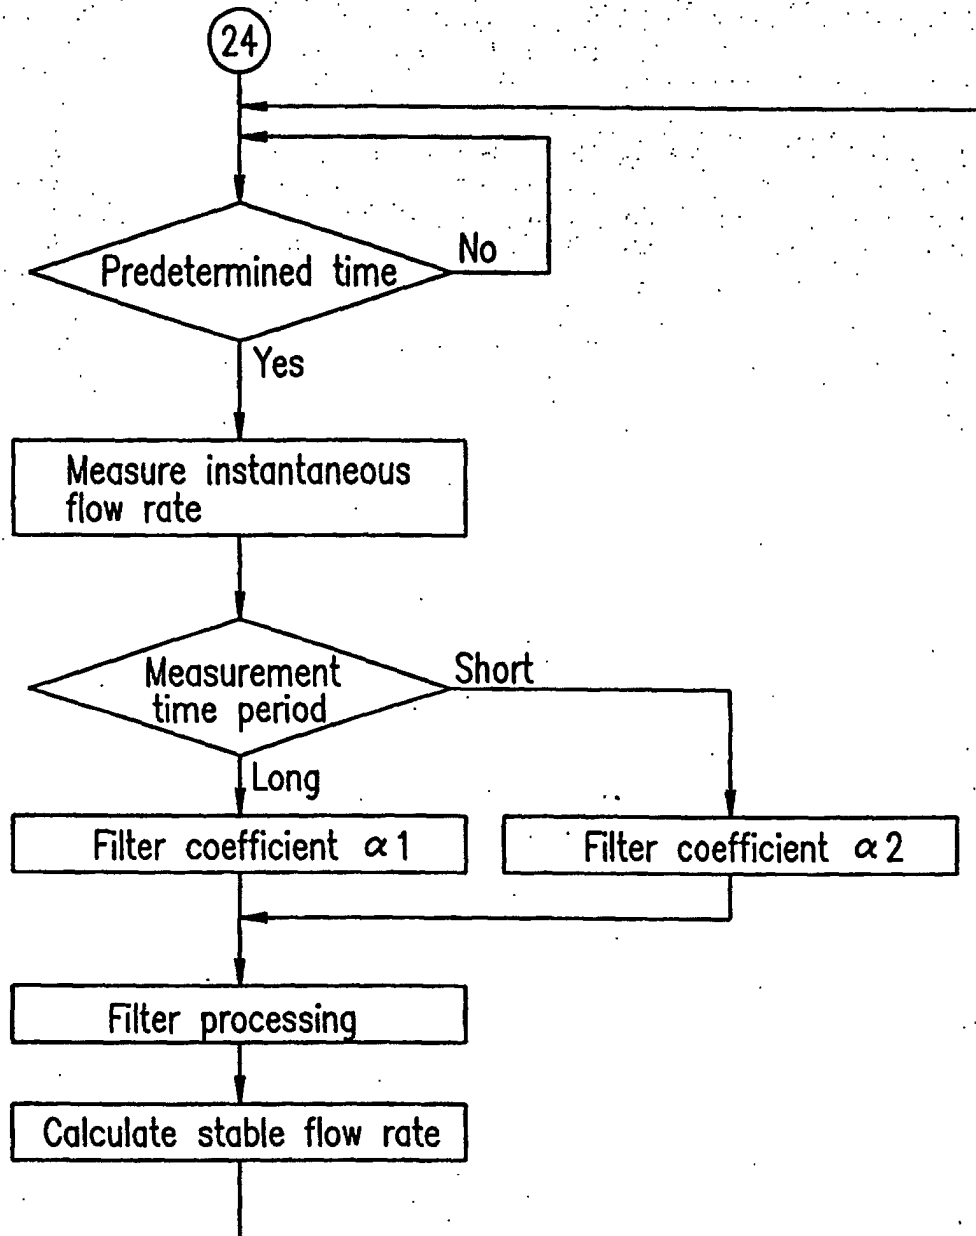 24
Predetermined time
No
Yes
Measure instantaneous
flow rate
Measurement
time period
Short
Long
Filter coefficient α1
Filter coefficient α2
Filter processing
Calculate stable flow rate